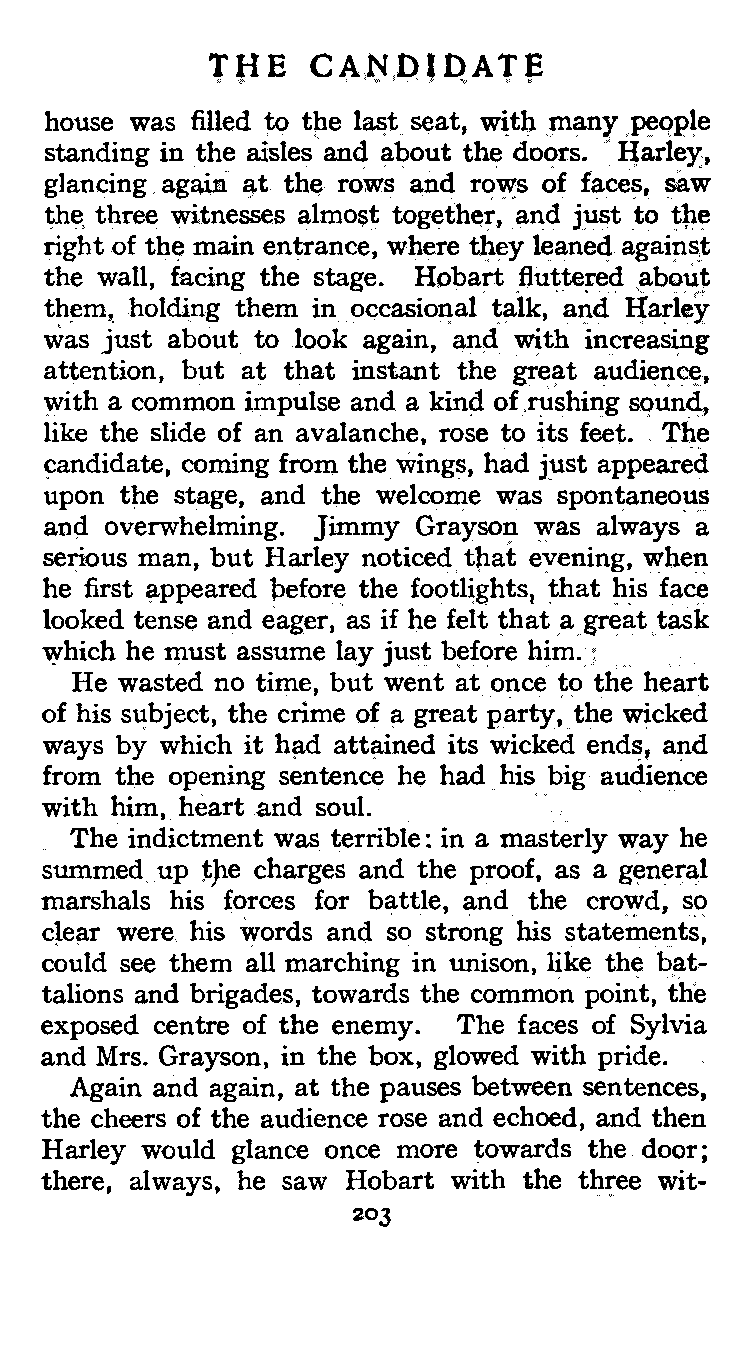 THE CANDIDATE
house was filled to the last seat, with many people
standing in the aisles and about the doors. Harley,
glancing again at the rows and rows of faces, saw
the three witnesses almost together, and just to the
right of the main entrance, where they leaned against
the wall, facing the stage. Hobart fluttered about
them, holding them in occasional talk, and Harley
was just about to look again, and with increasing
attention, but at that instant the great audience,
with a common impulse and a kind of rushing sound,
like the slide of an avalanche, rose to its feet. The
candidate, coming from the wings, had just appeared
upon the stage, and the welcome was spontaneous
and overwhelming. Jimmy Grayson was always a
serious man, but Harley noticed that evening, when
he first appeared before the footlights, that his face
looked tense and eager, as if he felt that a great task
which he must assume lay just before him.
He wasted no time, but went at once to the heart
of his subject, the crime of a great party, the wicked
ways by which it had attained its wicked ends, and
from the opening sentence he had his big audience
with him, heart and soul.
The indictment was terrible: in a masterly way he
summed up the charges and the proof, as a general
marshals his forces for battle, and the crowd, so
clear were his words and so strong his statements,
could see them all marching in unison, like the bat-
talions and brigades, towards the common point, the
exposed centre of the enemy. The faces of Sylvia
and Mrs. Grayson, in the box, glowed with pride.
Again and again, at the pauses between sentences,
the cheers of the audience rose and echoed, and then
Harley would glance once more towards the door;
there, always, he saw Hobart with the three wit-
203